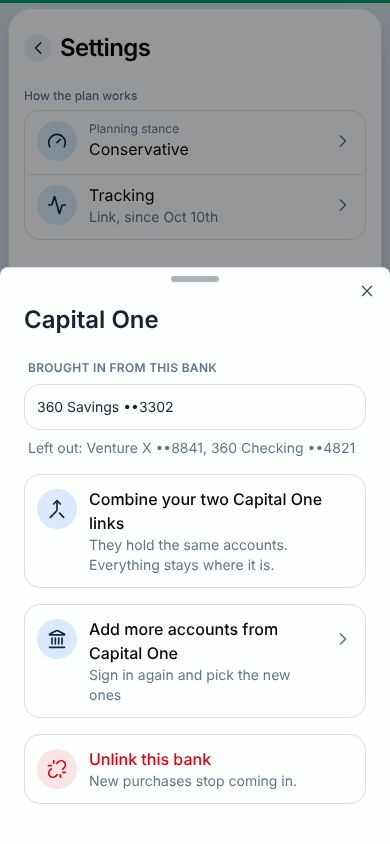 Settings
How the plan works
Planning stance
Conservative
Tracking
Link, since Oct 10th
Capital One
BROUGHT IN FROM THIS BANK
360 Savings ••3302
Left out: Venture X ••8841, 360 Checking ••4821
Combine your two Capital One
links
They hold the same accounts.
Everything stays where it is.
Add more accounts from
Capital One
Sign in again and pick the new
ones
Unlink this bank
New purchases stop coming in.